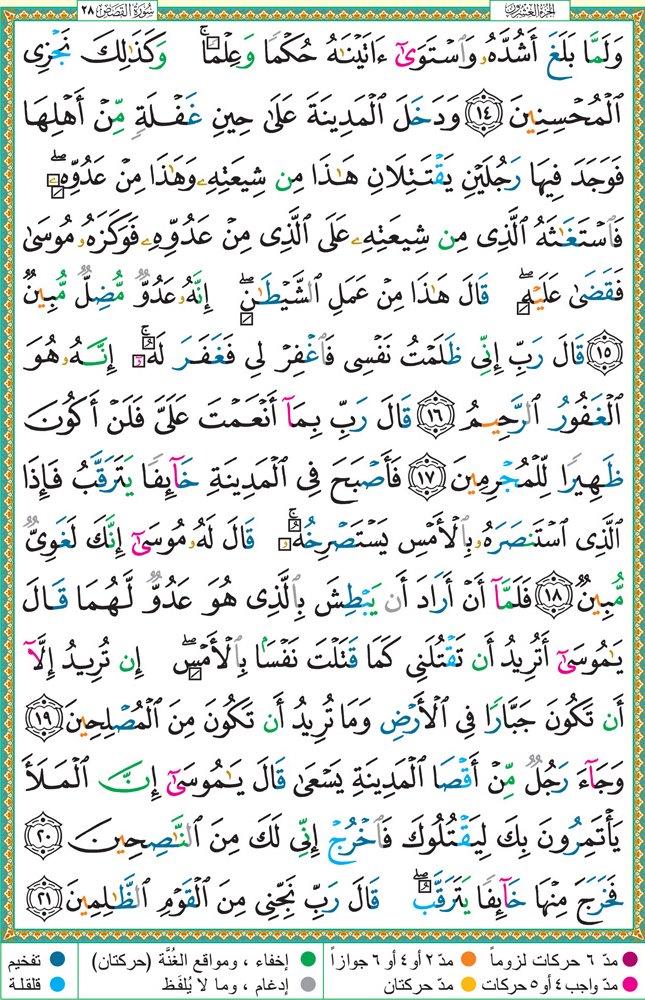 سُورَةُ القَصَصِ ٢٨
الجزء العشرون
وَلَمَّا بَلَغَ أَشُدَّهُۥ وَٱسۡتَوَىٰٓ ءَاتَيۡنَٰهُ حُكۡمٗا وَعِلۡمٗاۚ وَكَذَٰلِكَ نَجۡزِي
ٱلۡمُحۡسِنِينَ ١٤ وَدَخَلَ ٱلۡمَدِينَةَ عَلَىٰ حِينِ غَفۡلَةٖ مِّنۡ أَهۡلِهَا
فَوَجَدَ فِيهَا رَجُلَيۡنِ يَقۡتَتِلَانِ هَٰذَا مِن شِيعَتِهِۦ وَهَٰذَا مِنۡ عَدُوِّهِۦۖ
فَٱسۡتَغَٰثَهُ ٱلَّذِي مِن شِيعَتِهِۦ عَلَى ٱلَّذِي مِنۡ عَدُوِّهِۦ فَوَكَزَهُۥ مُوسَىٰ
فَقَضَىٰ عَلَيۡهِۖ قَالَ هَٰذَا مِنۡ عَمَلِ ٱلشَّيۡطَٰنِۖ إِنَّهُۥ عَدُوّٞ مُّضِلّٞ مُّبِينٞ
١٥ قَالَ رَبِّ إِنِّي ظَلَمۡتُ نَفۡسِي فَٱغۡفِرۡ لِي فَغَفَرَ لَهُۥٓۚ إِنَّهُۥ هُوَ
ٱلۡغَفُورُ ٱلرَّحِيمُ ١٦ قَالَ رَبِّ بِمَآ أَنۡعَمۡتَ عَلَيَّ فَلَنۡ أَكُونَ
ظَهِيرٗا لِّلۡمُجۡرِمِينَ ١٧ فَأَصۡبَحَ فِي ٱلۡمَدِينَةِ خَآئِفٗا يَتَرَقَّبُ فَإِذَا
ٱلَّذِي ٱسۡتَنصَرَهُۥ بِٱلۡأَمۡسِ يَسۡتَصۡرِخُهُۥۚ قَالَ لَهُۥ مُوسَىٰٓ إِنَّكَ لَغَوِيّٞ
مُّبِينٞ ١٨ فَلَمَّآ أَنۡ أَرَادَ أَن يَبۡطِشَ بِٱلَّذِي هُوَ عَدُوّٞ لَّهُمَا قَالَ
يَٰمُوسَىٰٓ أَتُرِيدُ أَن تَقۡتُلَنِي كَمَا قَتَلۡتَ نَفۡسَۢا بِٱلۡأَمۡسِۖ إِن تُرِيدُ إِلَّآ
أَن تَكُونَ جَبَّارٗا فِي ٱلۡأَرۡضِ وَمَا تُرِيدُ أَن تَكُونَ مِنَ ٱلۡمُصۡلِحِينَ ١٩
وَجَآءَ رَجُلٞ مِّنۡ أَقۡصَا ٱلۡمَدِينَةِ يَسۡعَىٰ قَالَ يَٰمُوسَىٰٓ إِنَّ ٱلۡمَلَأَ
يَأۡتَمِرُونَ بِكَ لِيَقۡتُلُوكَ فَٱخۡرُجۡ إِنِّي لَكَ مِنَ ٱلنَّٰصِحِينَ ٢٠
فَخَرَجَ مِنۡهَا خَآئِفٗا يَتَرَقَّبُۖ قَالَ رَبِّ نَجِّنِي مِنَ ٱلۡقَوۡمِ ٱلظَّٰلِمِينَ ٢١
مدّ ٦ حركات لزوماً مدّ ٢ أو ٤ أو ٦ جوازاً إخفاء ، ومواقع الغُنَّة (حركتان) تفخيم
مدّ واجب ٤ أو ٥ حركات مدّ حركتان إدغام ، وما لا يُلفَظ قلقلة